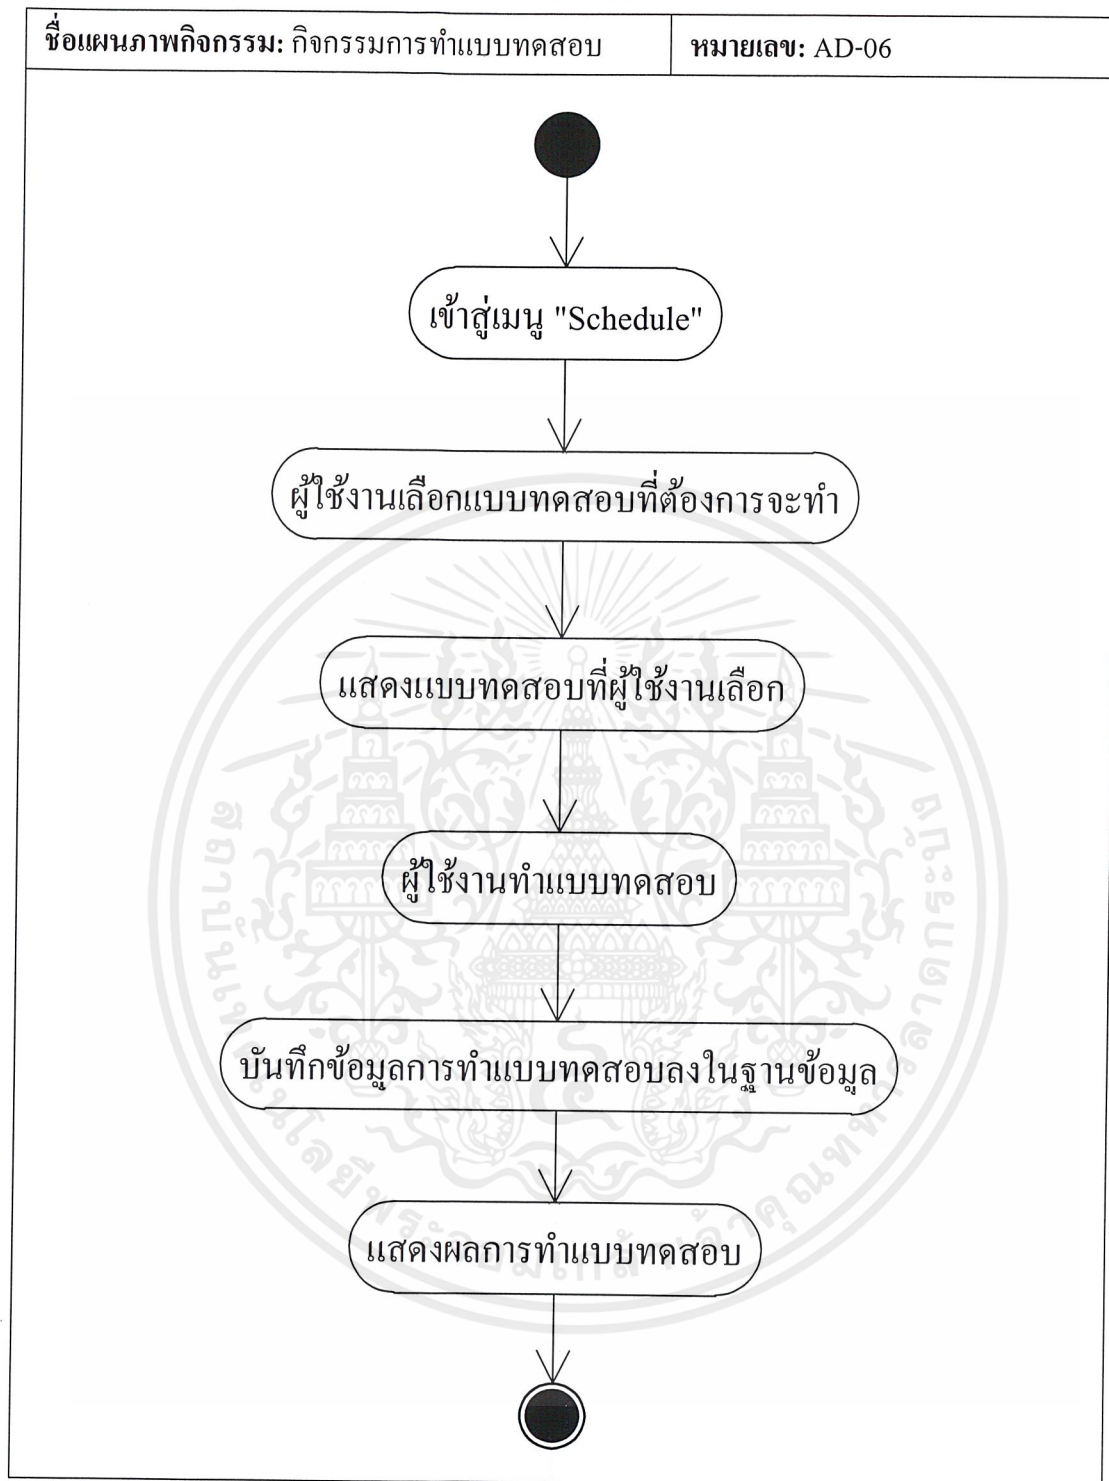 ชื่อแผนภาพกิจกรรม: กิจกรรมการทำแบบทดสอบ
หมายเลข: AD-06
เข้าสู่เมนู "Schedule"
ผู้ใช้งานเลือกแบบทดสอบที่ต้องการจะทำ
แสดงแบบทดสอบที่ผู้ใช้งานเลือก
ผู้ใช้งานทำแบบทดสอบ
บันทึกข้อมูลการทำแบบทดสอบลงในฐานข้อมูล
แสดงผลการทำแบบทดสอบ